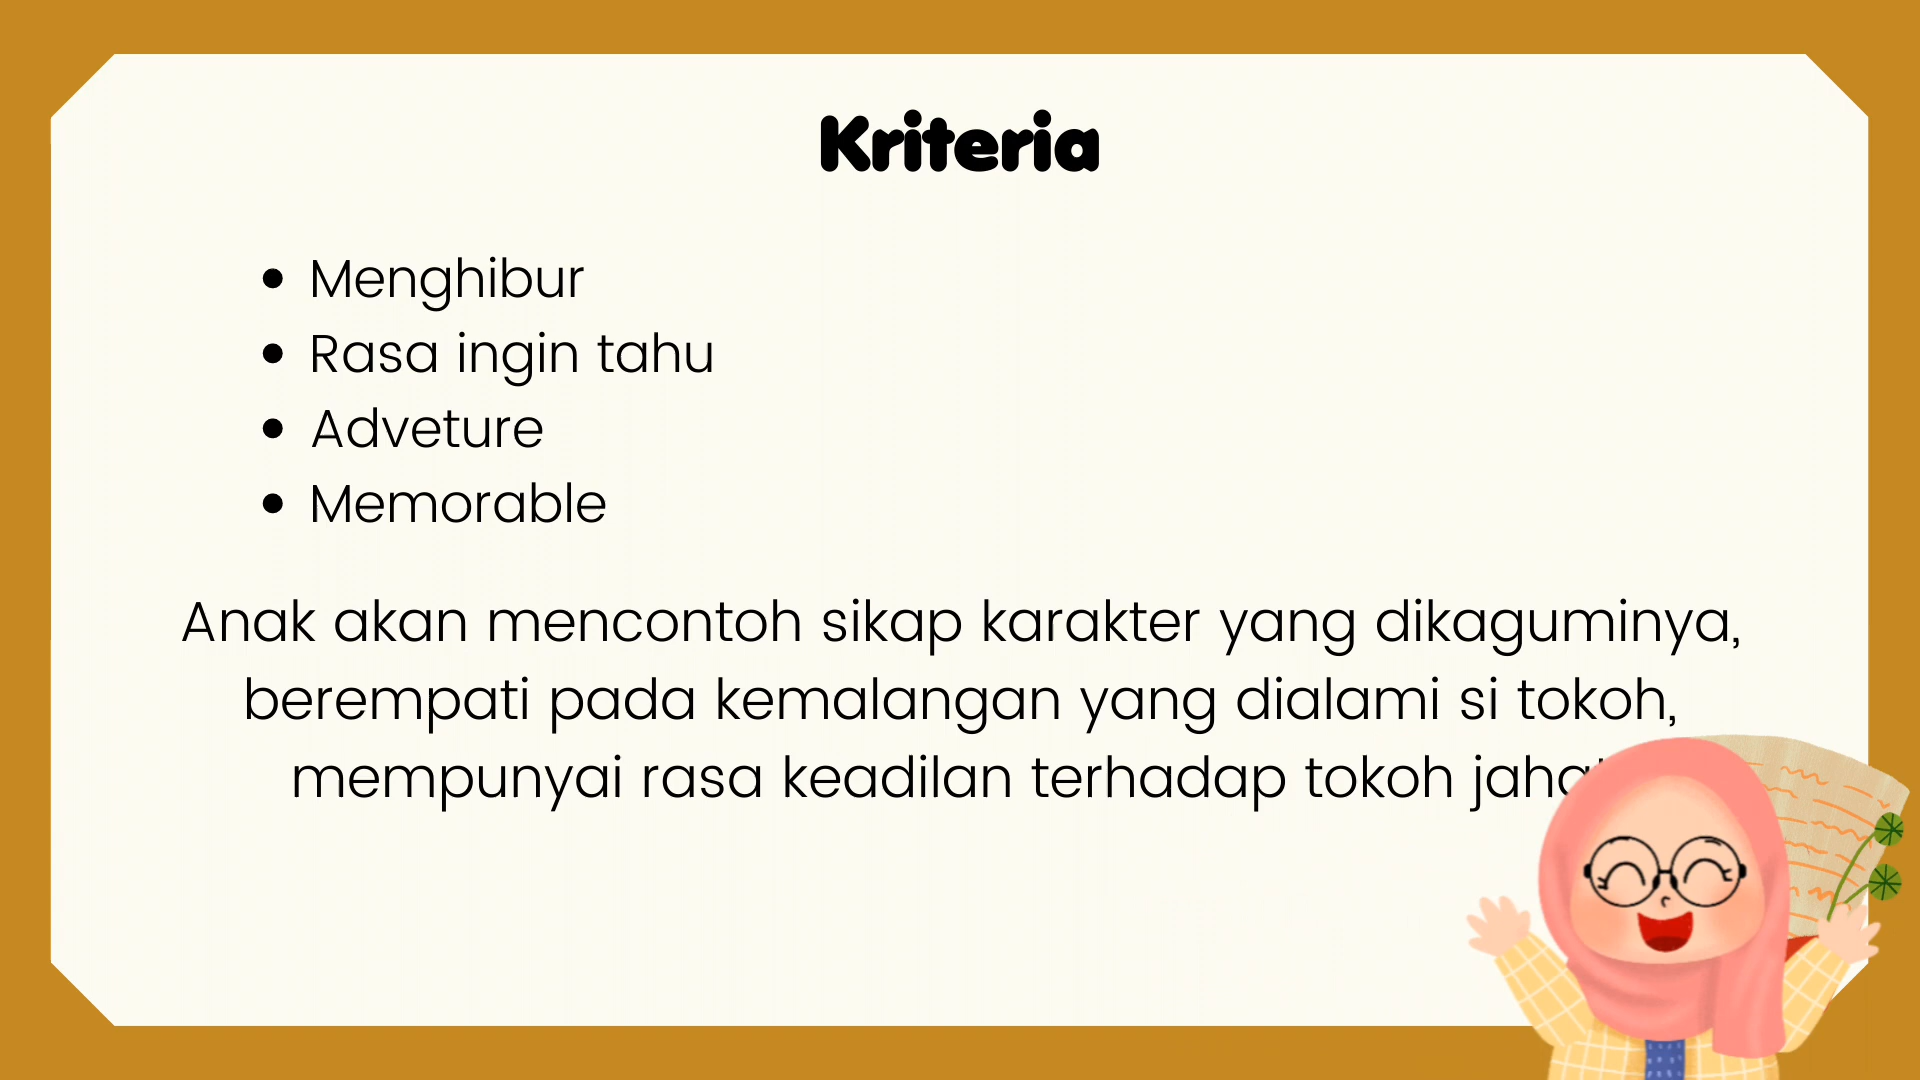 Kriteria
• Menghibur
• Rasa ingin tahu
• Adveture
• Memorable
Anak akan mencontoh sikap karakter yang dikaguminya,
berempati pada kemalangan yang dialami si tokoh,
mempunyai rasa keadilan terhadap tokoh